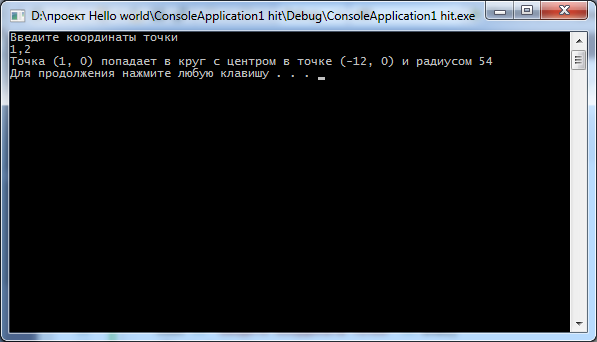 D:\проект Hello world\ConsoleApplication1 hit\Debug\ConsoleApplication1 hit.exe
Введите координаты точки
1,2
Точка (1, 0) попадает в круг с центром в точке (-12, 0) и радиусом 54
Для продолжения нажмите любую клавишу . . .